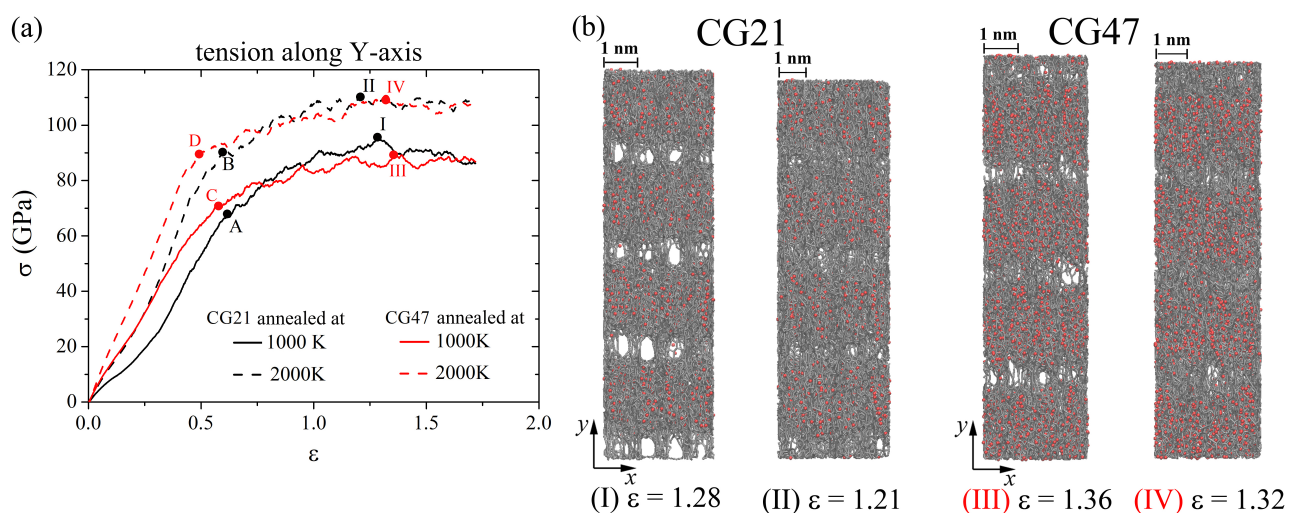 (a)
tension along Y-axis
120
100
80
60
40
20
0
σ (GPa)
0.0 0.5 1.0 1.5 2.0
ε
D
B
C
A
II
IV
I
III
CG21 annealed at
1000 K
2000K
CG47 annealed at
1000K
2000K
(b)
CG21
CG47
1 nm
1 nm
1 nm
1 nm
y
x
y
x
(I) ε = 1.28
(II) ε = 1.21
(III) ε = 1.36
(IV) ε = 1.32